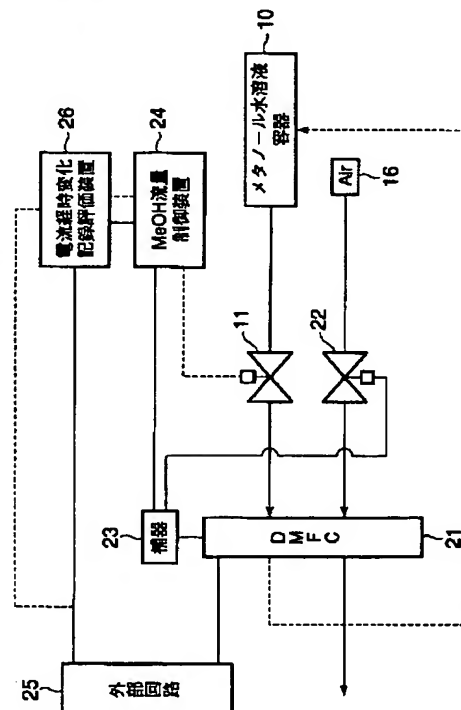 26
電流経時変化
記録評価装置
24
MeOH流量
制御装置
10
メタノール水溶液
容器
Air
16
11
22
23
補器
DMFC
21
25
外部回路